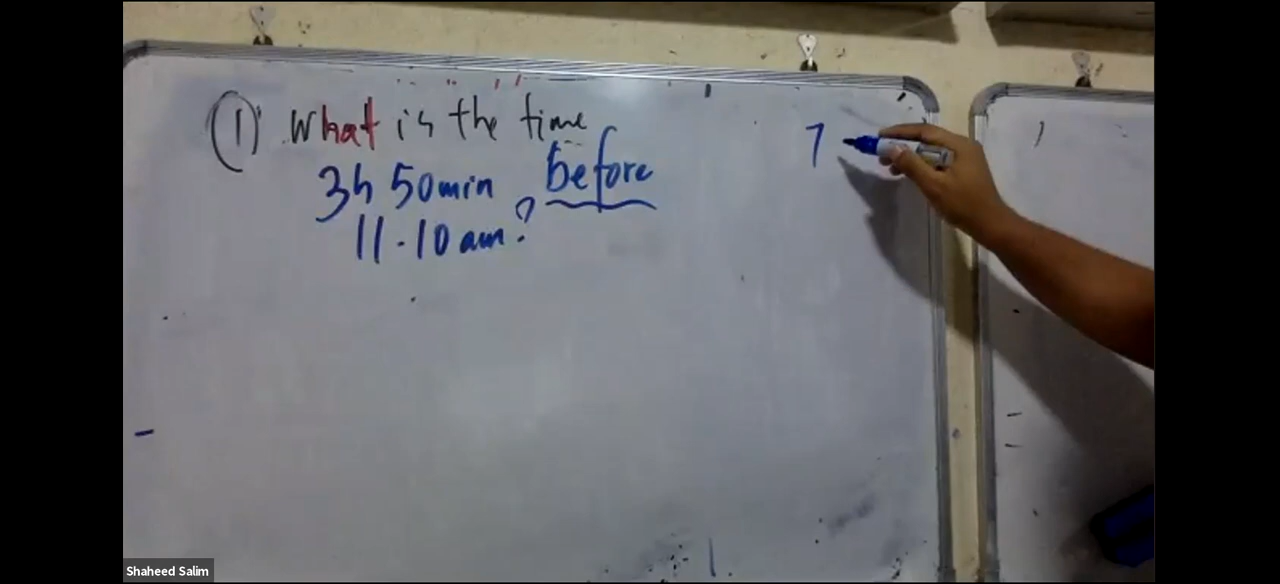 (1) What is the time
3h 50min before
11.10 am?
7
Shaheed Salim